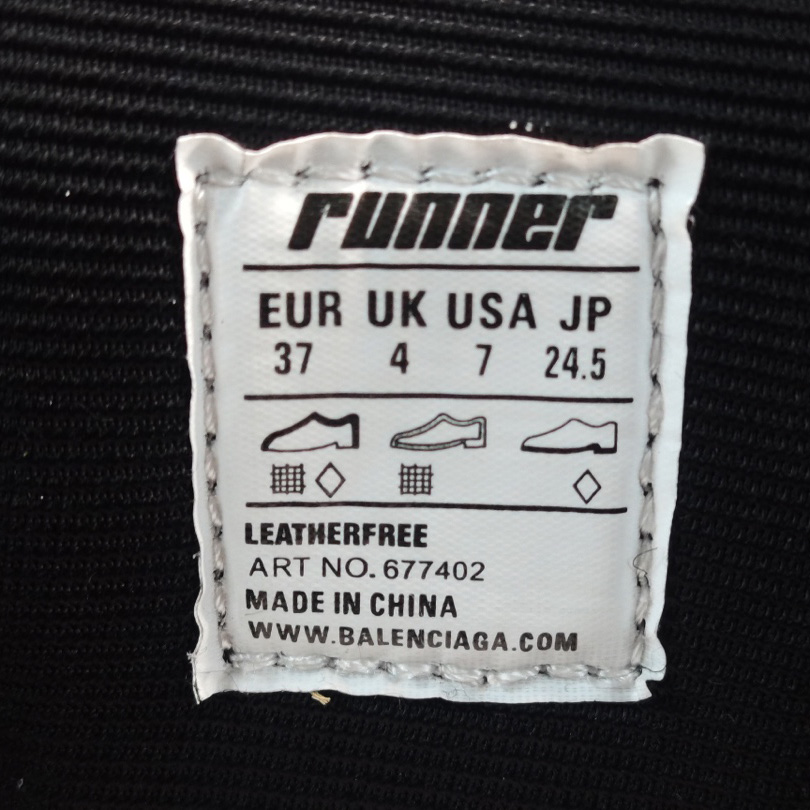 runner
EUR UK USA JP
37 4 7 24.5
LEATHERFREE
ART NO. 677402
MADE IN CHINA
WWW.BALENCIAGA.COM